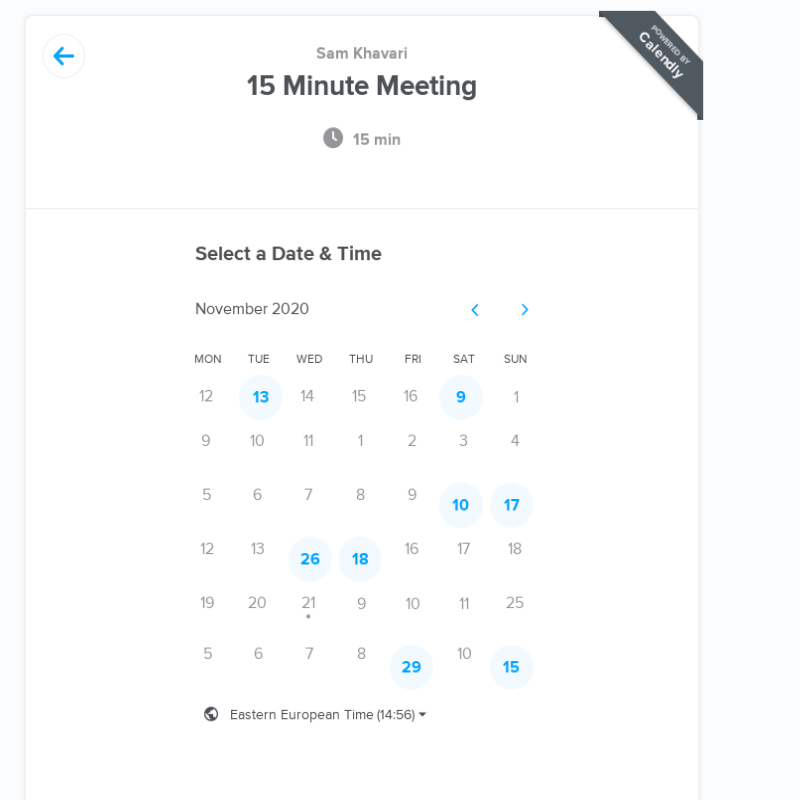 POWERED BY
Calendly
Sam Khavari
15 Minute Meeting
15 min
Select a Date & Time
November 2020
MON TUE WED THU FRI SAT SUN
12 13 14 15 16 9 1
9 10 11 1 2 3 4
5 6 7 8 9 10 17
12 13 26 18 16 17 18
19 20 21 9 10 11 25
5 6 7 8 29 10 15
Eastern European Time (14:56)